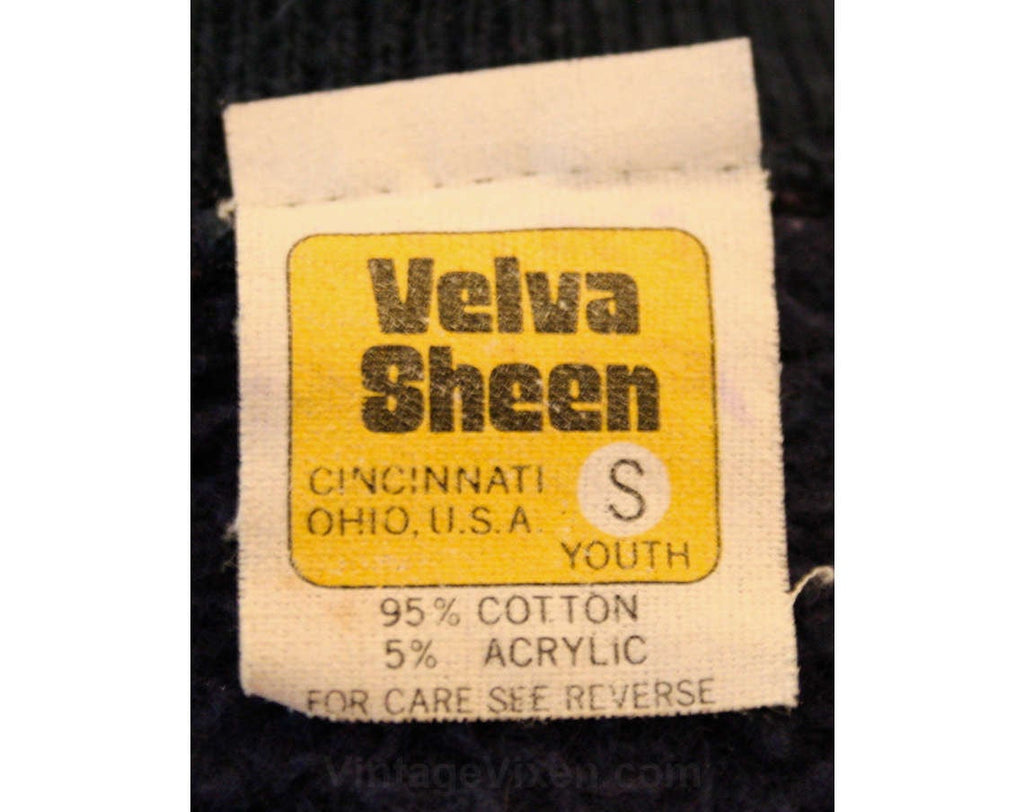 Velva
Sheen
CINCINNATI
OHIO, U.S.A.
S
YOUTH
95% COTTON
5% ACRYLIC
FOR CARE SEE REVERSE
VintageVixen.com